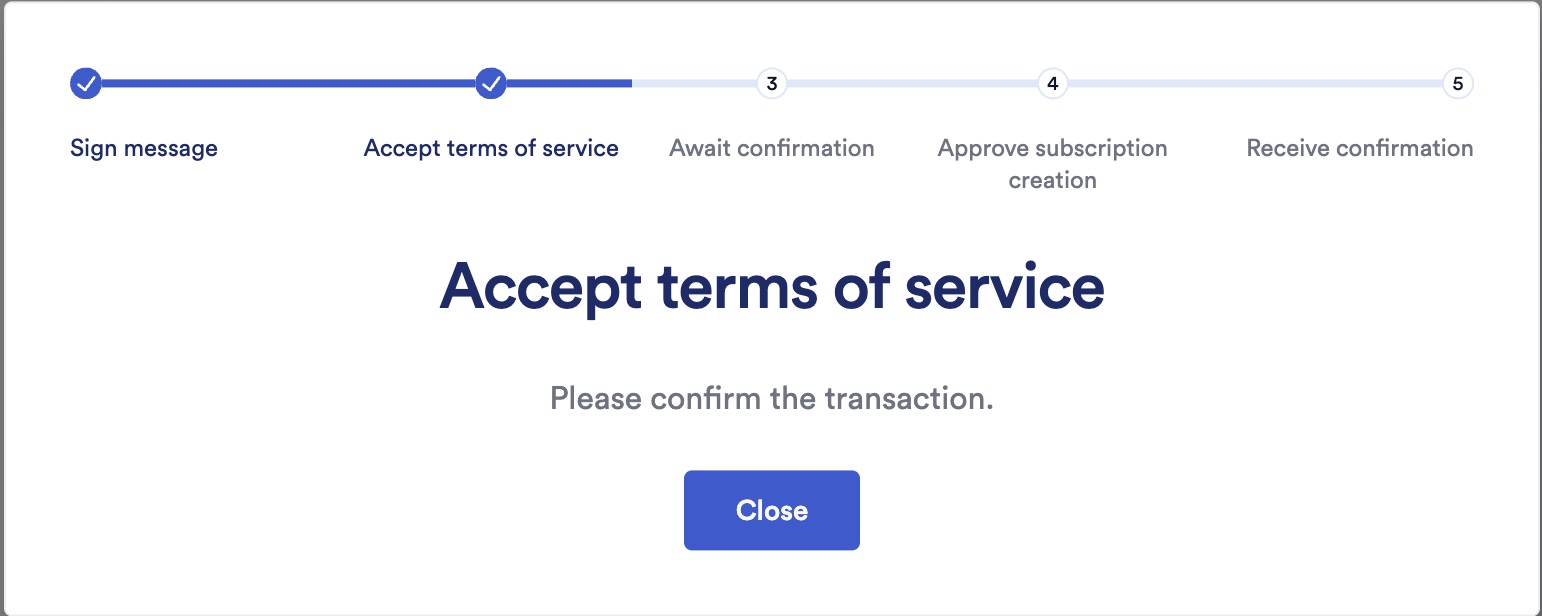 3
4
5
Sign message
Accept terms of service
Await confirmation
Approve subscription
creation
Receive confirmation
Accept terms of service
Please confirm the transaction.
Close